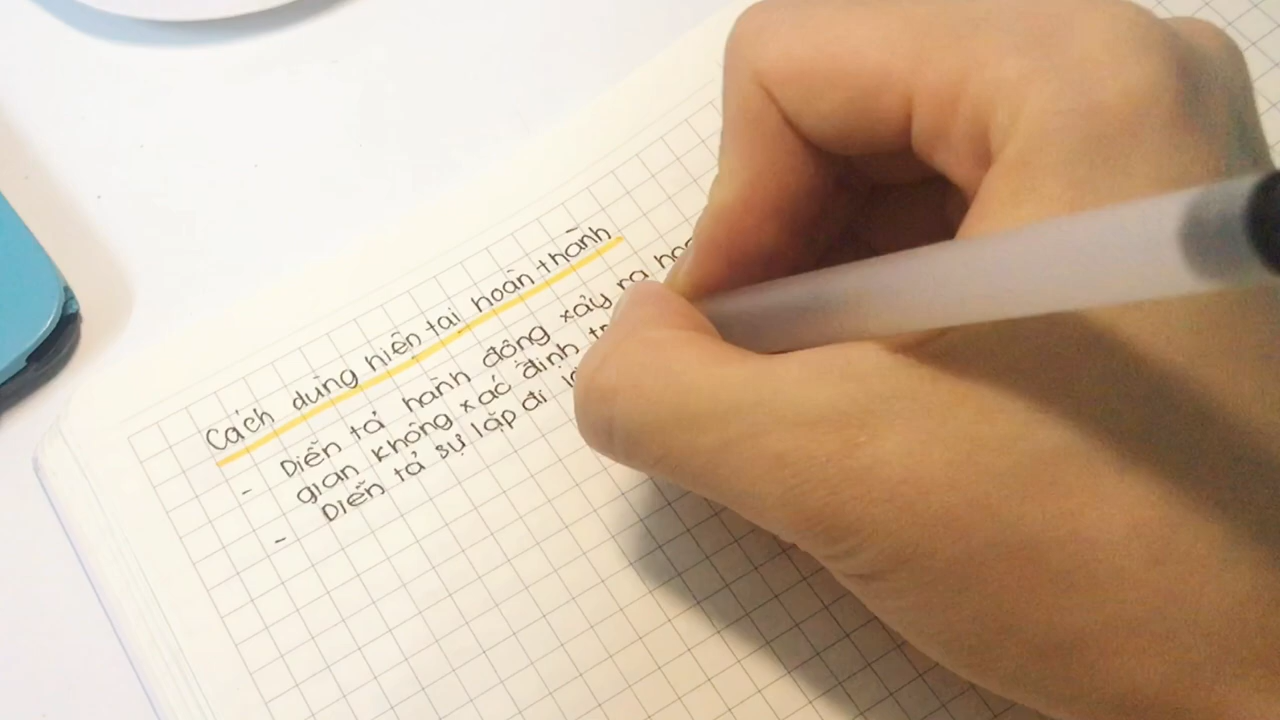 Cách dùng hiện tại hoàn thành
- Diễn tả hành động xảy ra
gian không xác định
- Diễn tả sự lặp đi